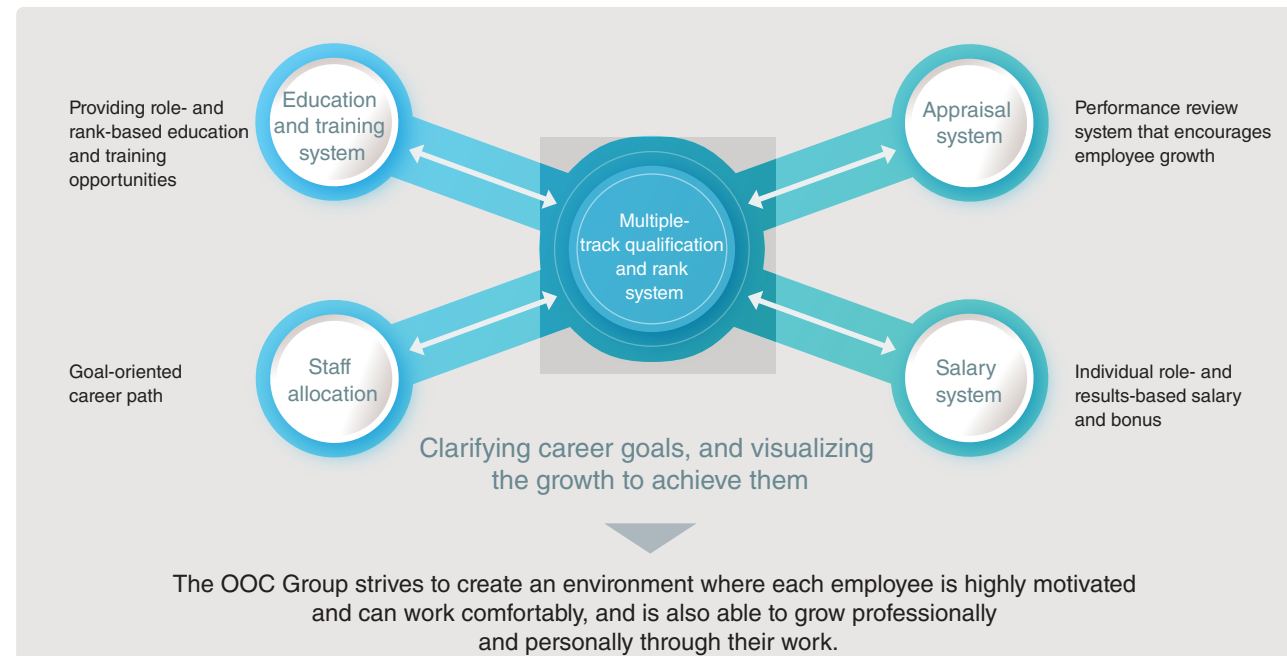 Providing role- and
rank-based education
and training
opportunities
Education
and training
system
Appraisal
system
Performance review
system that encourages
employee growth
Multiple-
track qualification
and rank
system
Goal-oriented
career path
Staff
allocation
Salary
system
Individual role- and
results-based salary
and bonus
Clarifying career goals, and visualizing
the growth to achieve them
The OOC Group strives to create an environment where each employee is highly motivated
and can work comfortably, and is also able to grow professionally
and personally through their work.